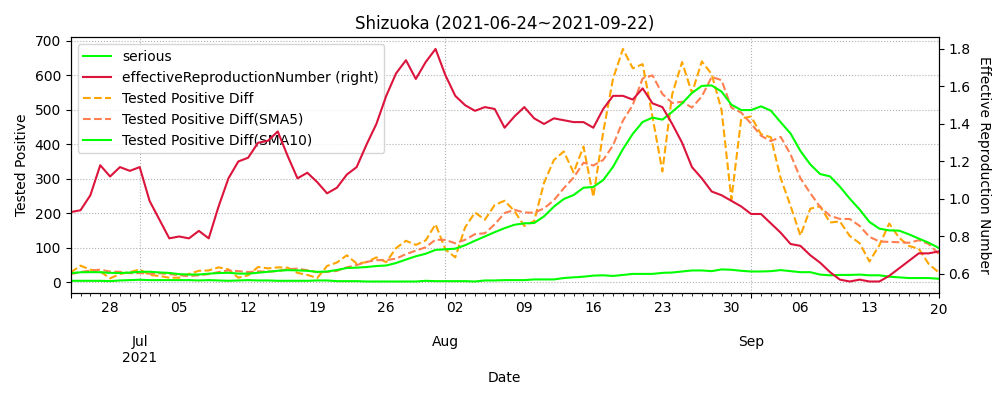 Shizuoka (2021-06-24~2021-09-22)
serious
effectiveReproductionNumber (right)
Tested Positive Diff
Tested Positive Diff(SMA5)
Tested Positive Diff(SMA10)
Tested Positive
700
600
500
400
300
200
100
0
1.8
1.6
1.4
1.2
1.0
0.8
0.6
Effective Reproduction Number
28 05 12 19 26 02 09 16 23 30 06 13 20
Jul Aug Sep
2021
Date